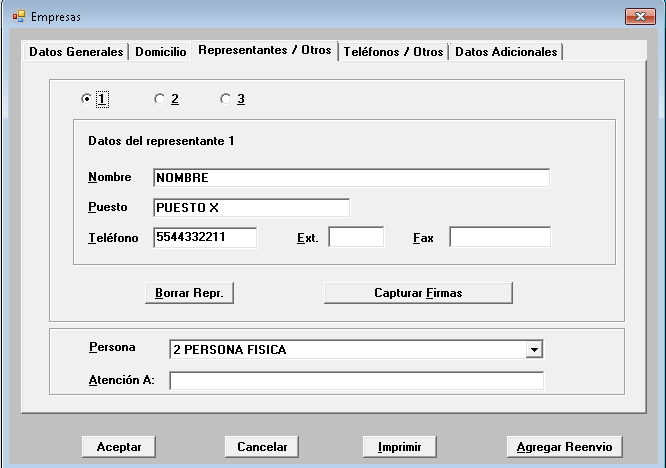 Empresas
Datos Generales Domicilio Representantes / Otros Teléfonos / Otros Datos Adicionales
1 2 3
Datos del representante 1
Nombre NOMBRE
Puesto PUESTO X
Teléfono 5544332211 Ext. Fax
Borrar Repr. Capturar Firmas
Persona 2 PERSONA FISICA
Atención A:
Aceptar Cancelar Imprimir Agregar Reenvio